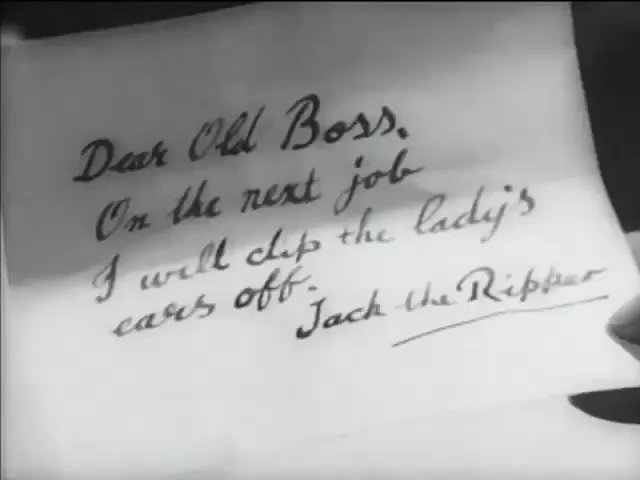 Dear Old Boss,
On the next job
I will clip the lady's
ears off.
Jack the Ripper